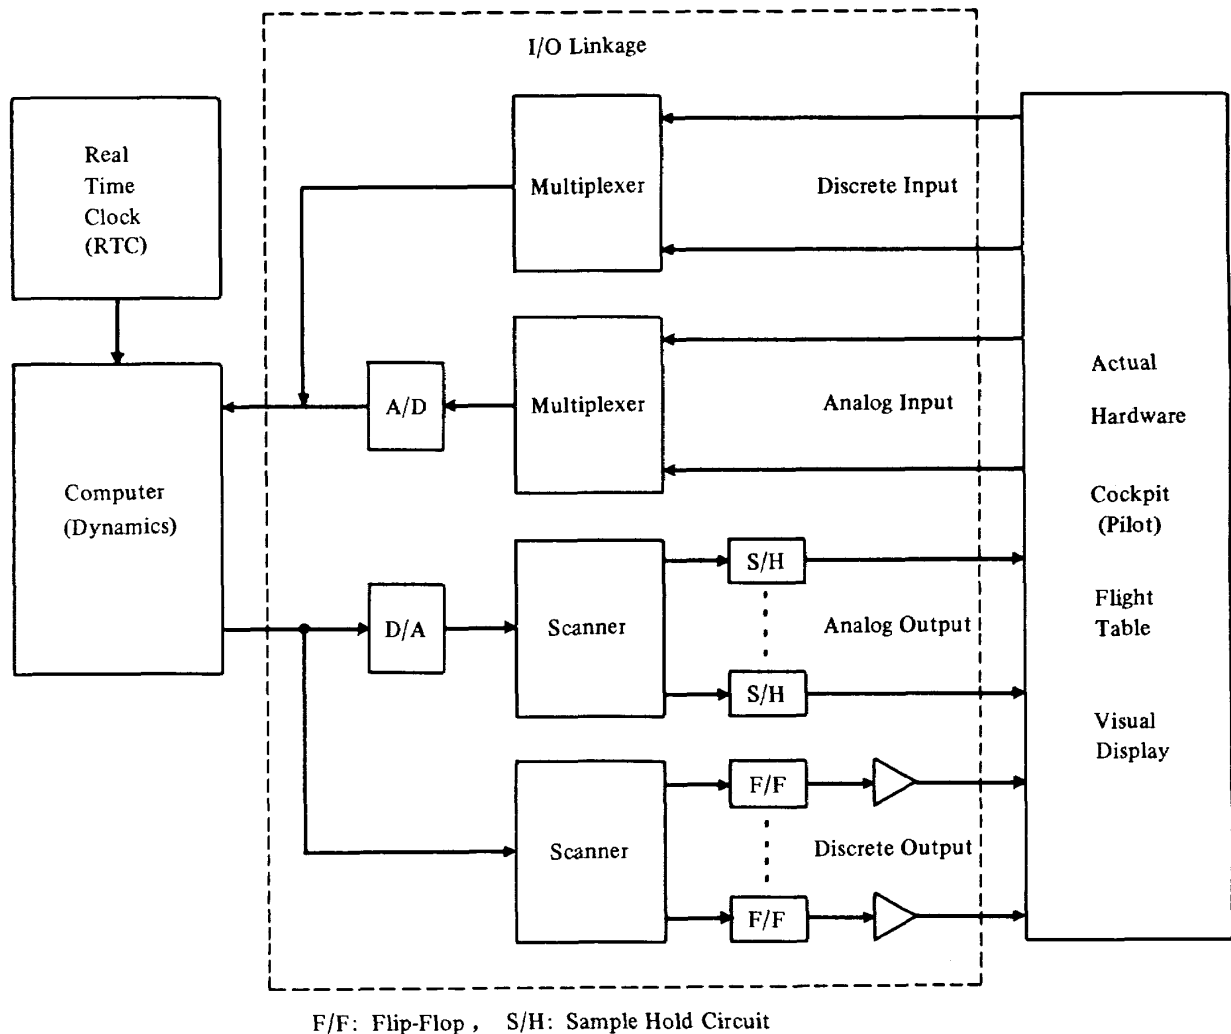 I/O Linkage
Real
Time
Clock
(RTC)
Multiplexer
Discrete Input
Computer
(Dynamics)
A/D
Multiplexer
Analog Input
D/A
Scanner
S/H
Analog Output
S/H
Scanner
F/F
Discrete Output
F/F
Actual
Hardware
Cockpit
(Pilot)
Flight
Table
Visual
Display
F/F: Flip-Flop , S/H: Sample Hold Circuit